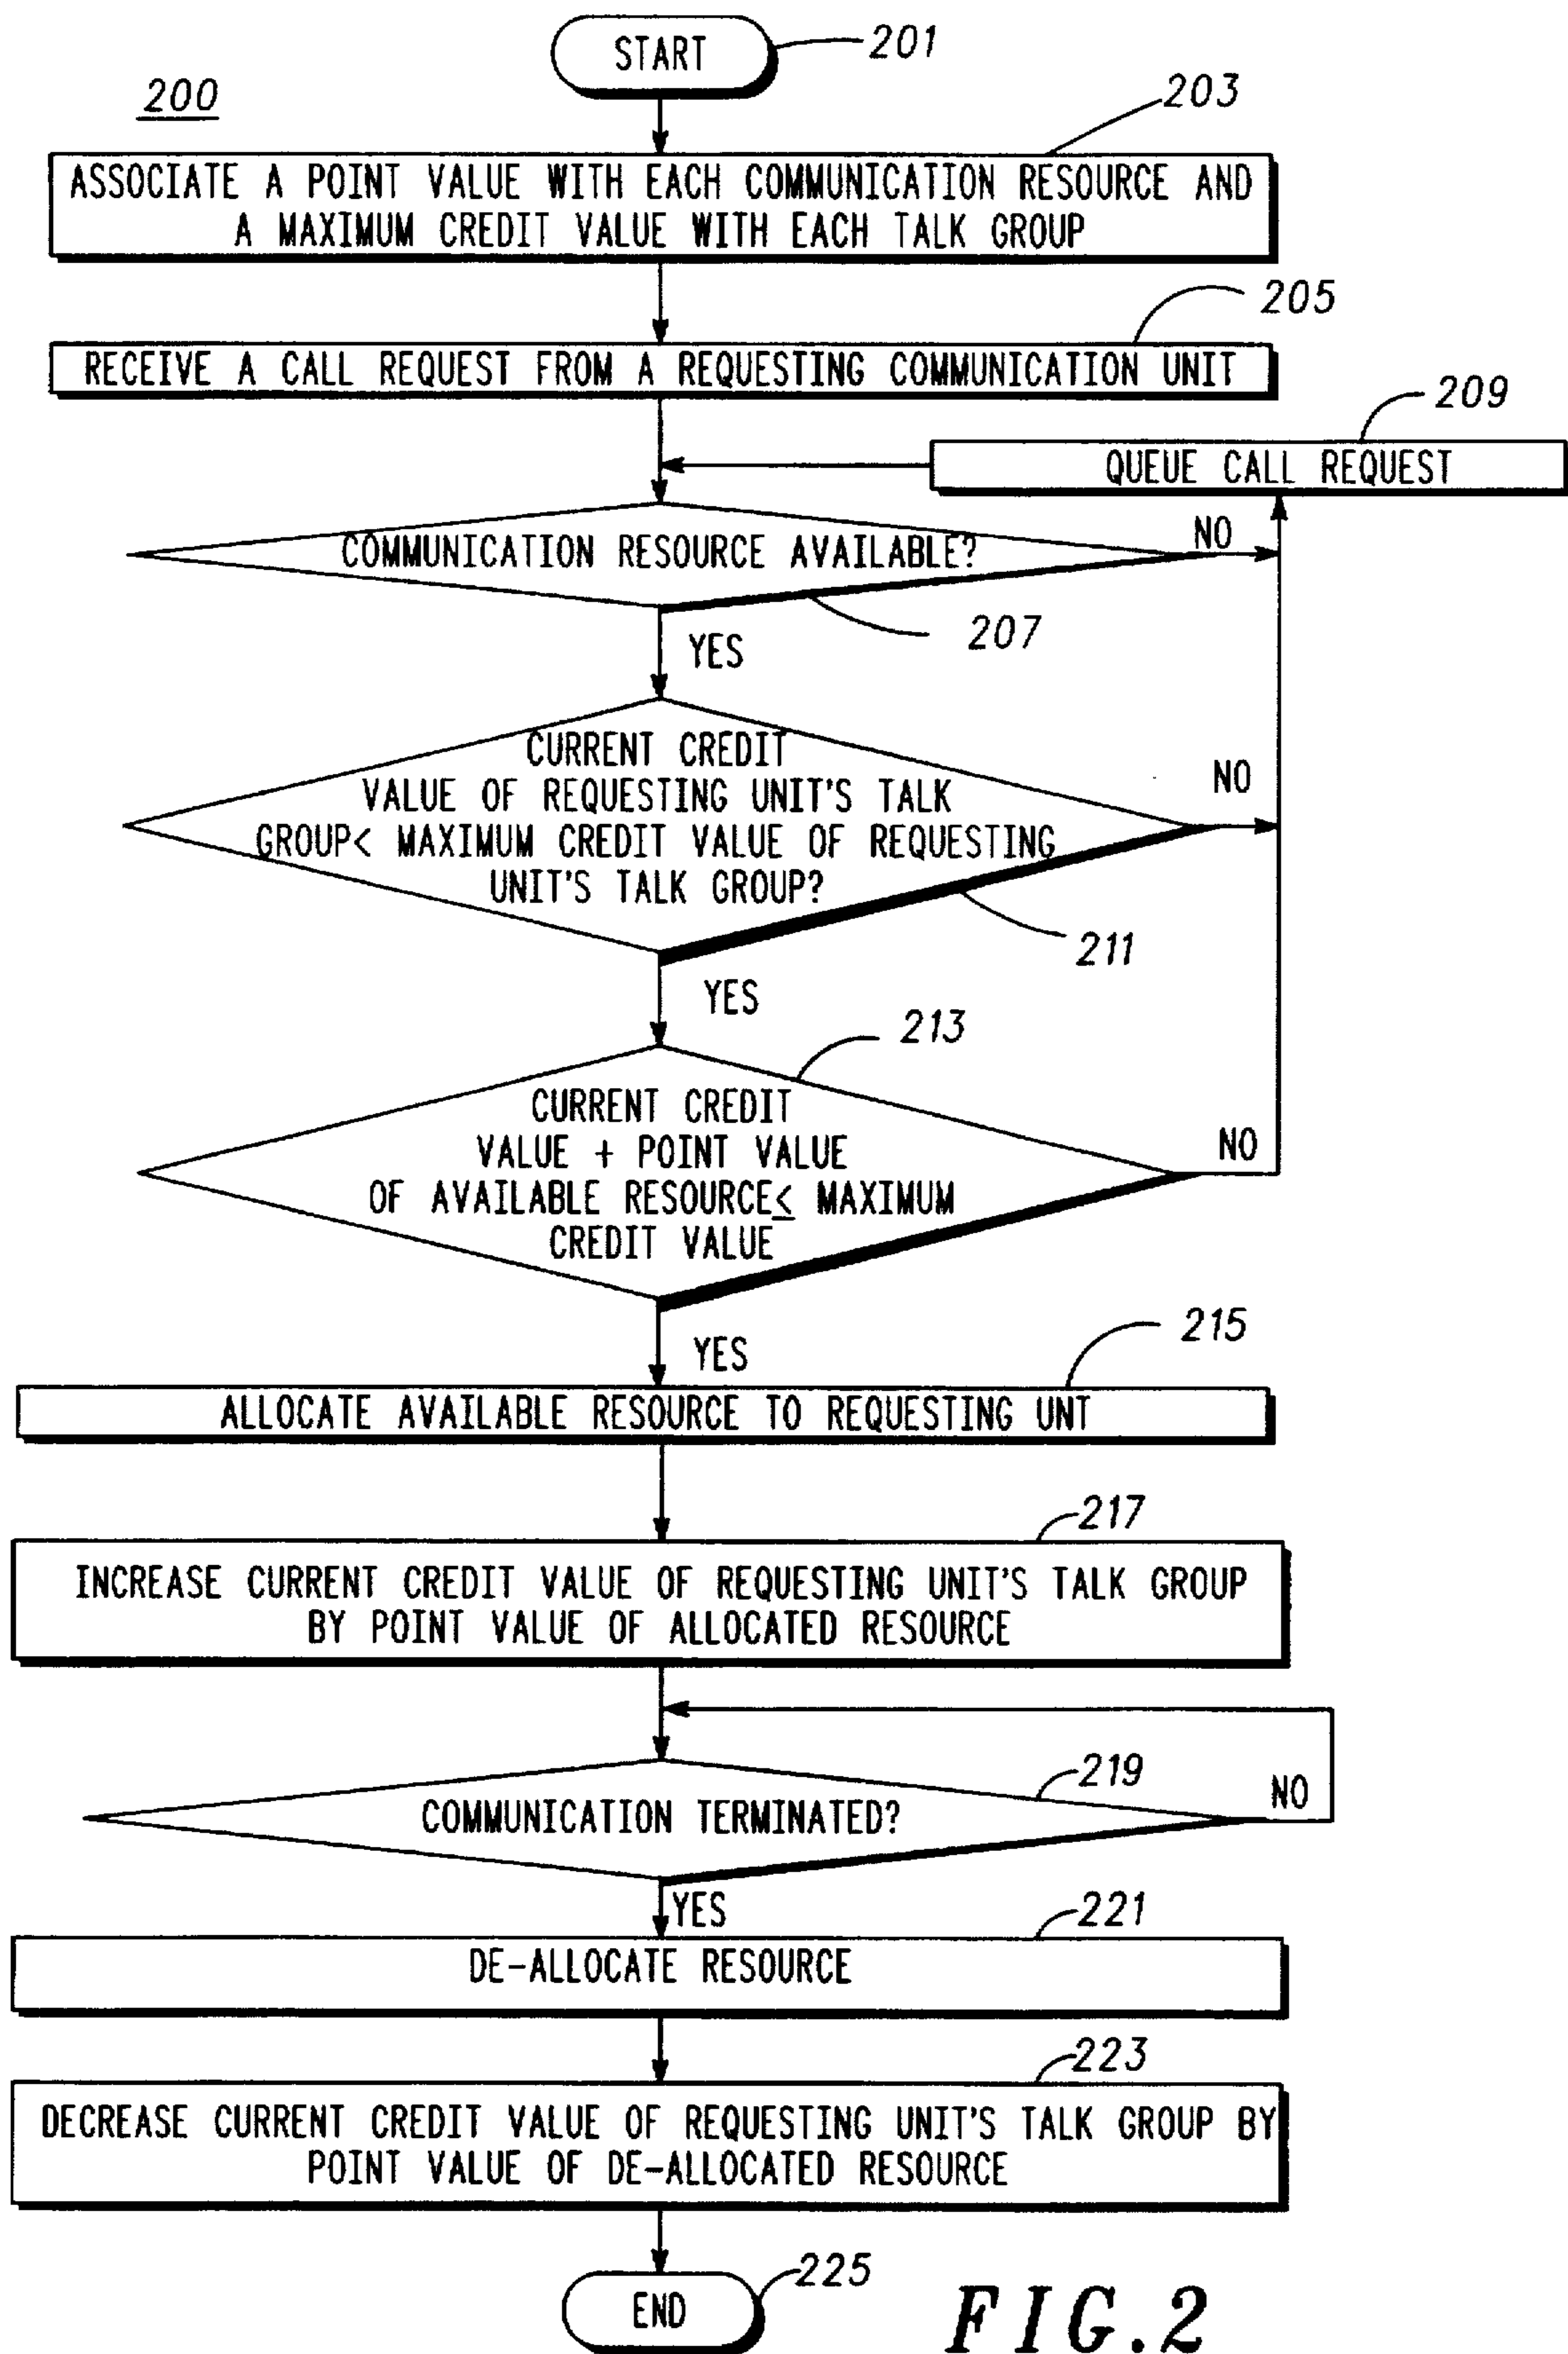 START
201
200
203
ASSOCIATE A POINT VALUE WITH EACH COMMUNICATION RESOURCE AND
A MAXIMUM CREDIT VALUE WITH EACH TALK GROUP
205
RECEIVE A CALL REQUEST FROM A REQUESTING COMMUNICATION UNIT
209
QUEUE CALL REQUEST
COMMUNICATION RESOURCE AVAILABLE?
NO
207
YES
CURRENT CREDIT
VALUE OF REQUESTING UNIT'S TALK
GROUP< MAXIMUM CREDIT VALUE OF REQUESTING
UNIT'S TALK GROUP?
NO
211
YES
213
CURRENT CREDIT
VALUE + POINT VALUE
OF AVAILABLE RESOURCE≤ MAXIMUM
CREDIT VALUE
NO
YES
215
ALLOCATE AVAILABLE RESOURCE TO REQUESTING UNT
217
INCREASE CURRENT CREDIT VALUE OF REQUESTING UNIT'S TALK GROUP
BY POINT VALUE OF ALLOCATED RESOURCE
219
COMMUNICATION TERMINATED?
NO
YES
221
DE-ALLOCATE RESOURCE
223
DECREASE CURRENT CREDIT VALUE OF REQUESTING UNIT'S TALK GROUP BY
POINT VALUE OF DE-ALLOCATED RESOURCE
225
END
FIG.2